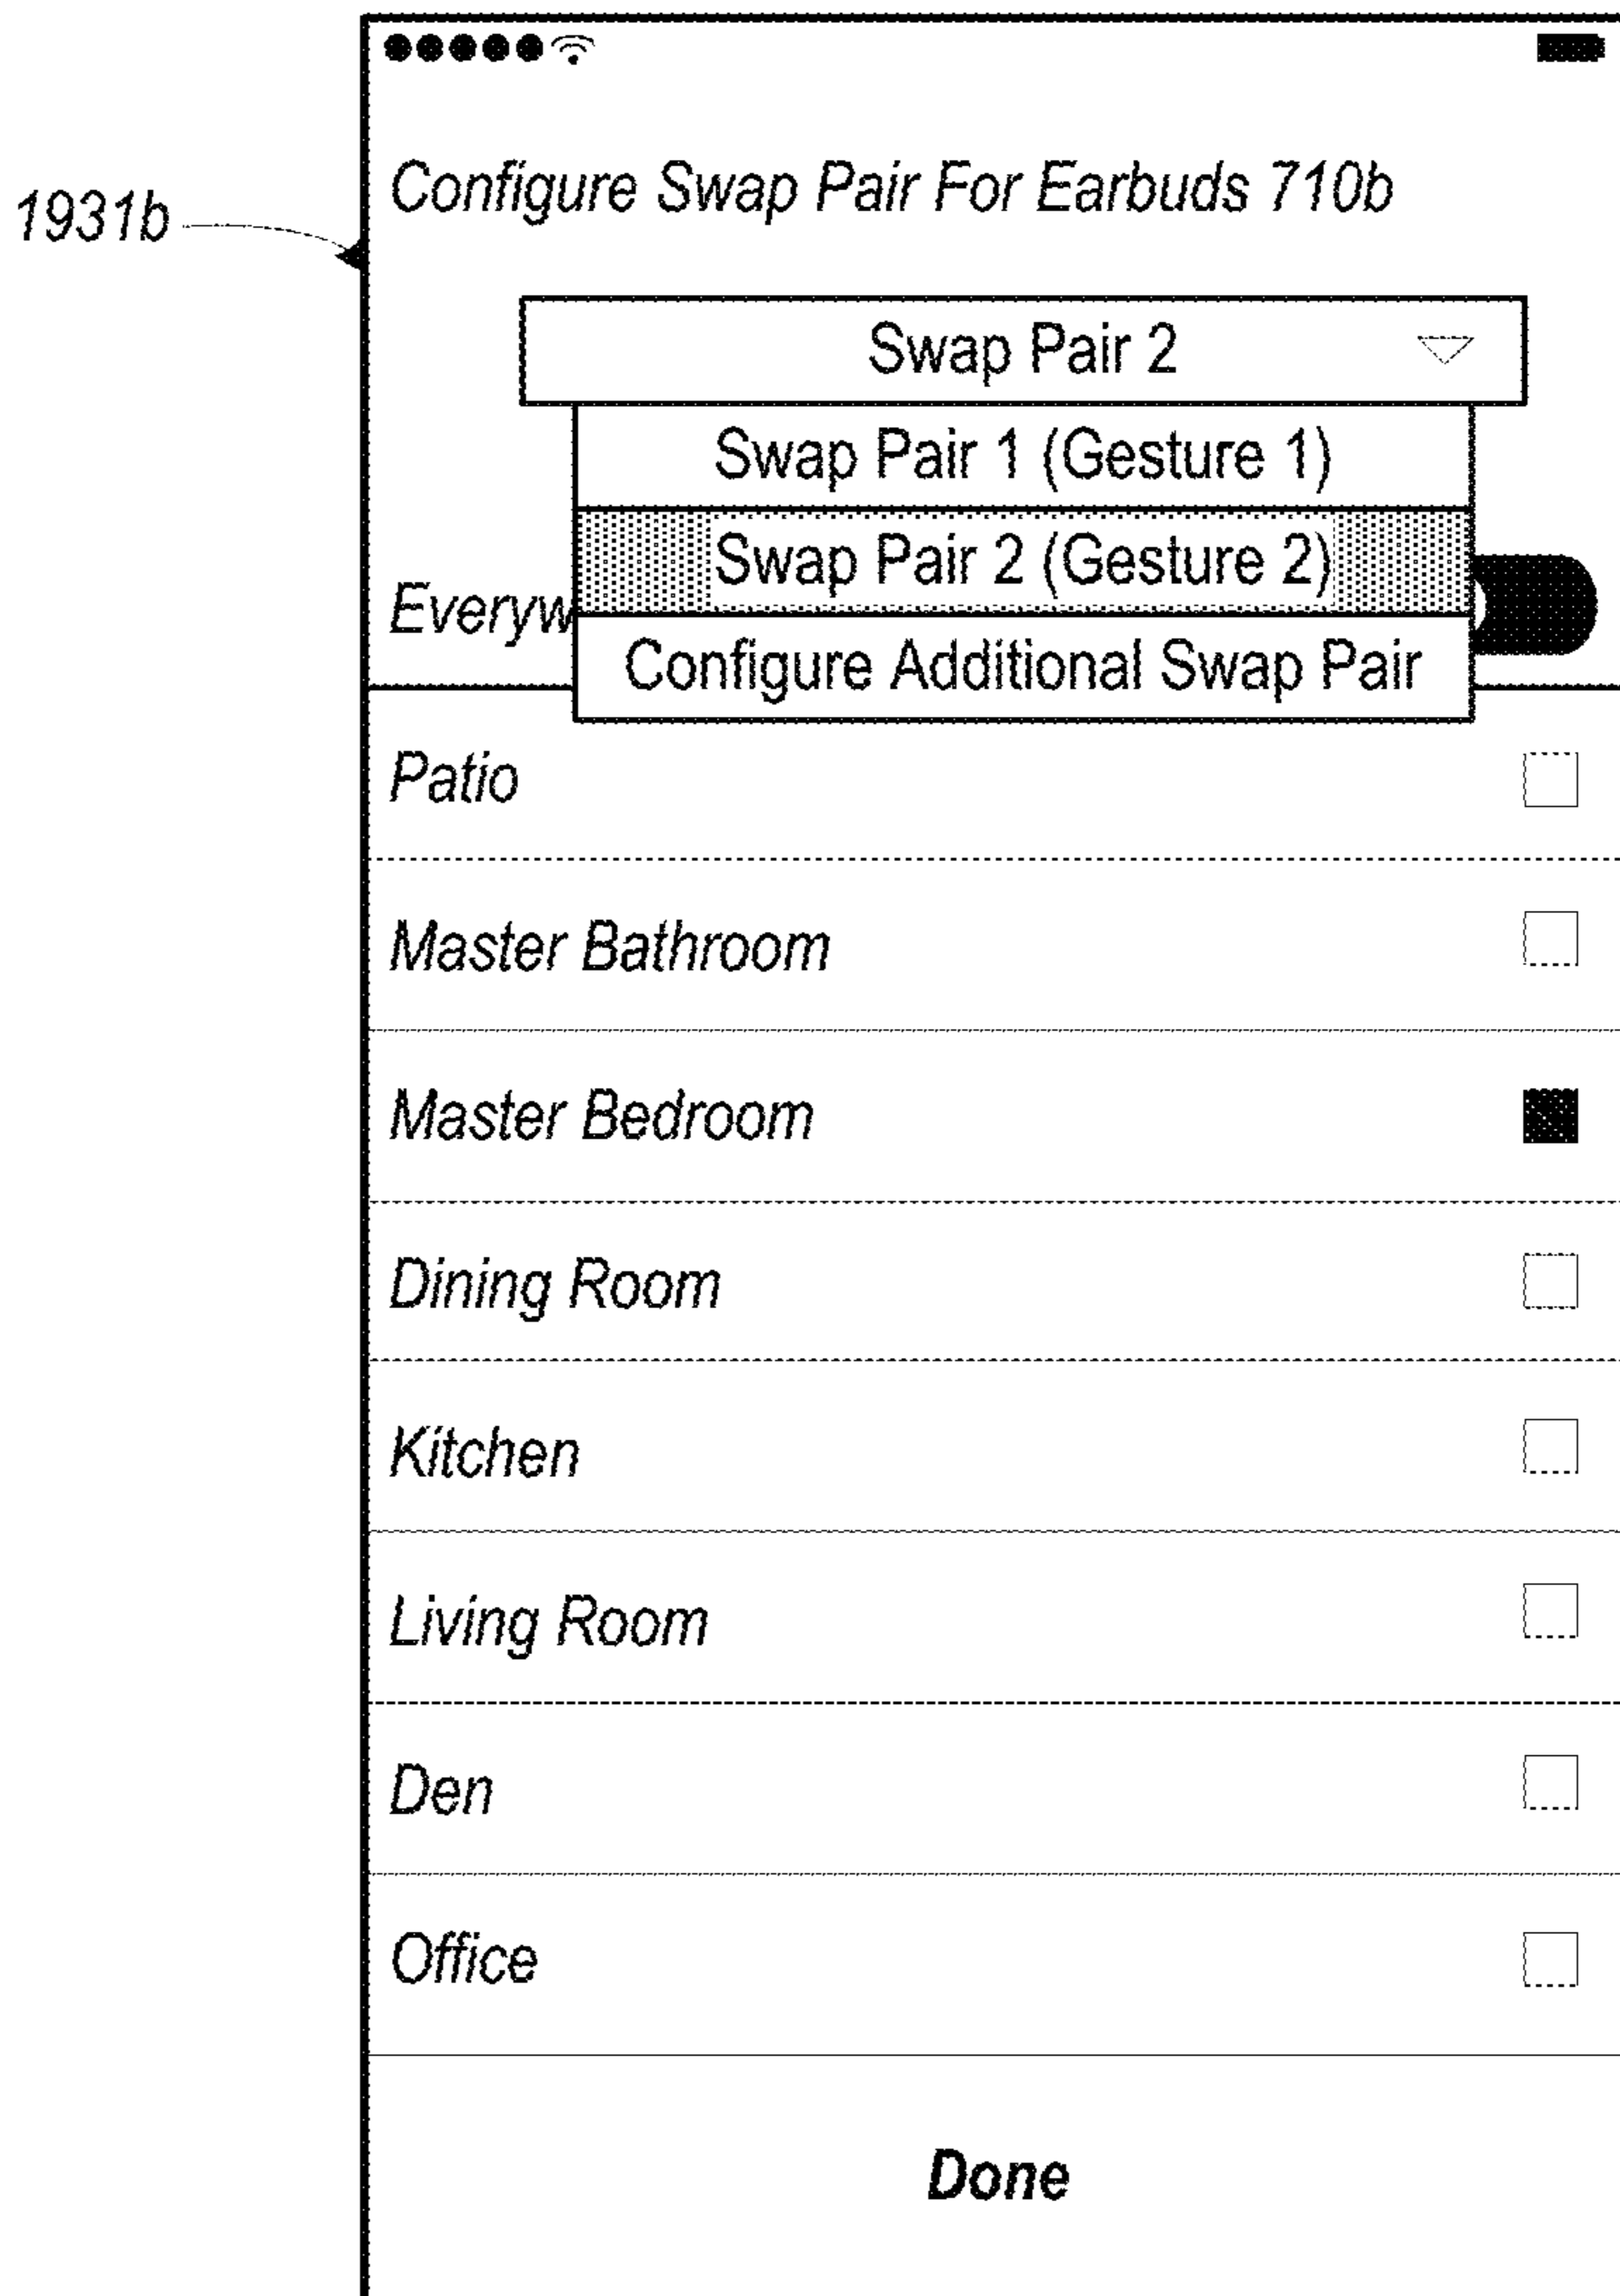 Configure Swap Pair For Earbuds 710b
1931b
Swap Pair 2
Swap Pair 1 (Gesture 1)
Swap Pair 2 (Gesture 2)
Everyw
Configure Additional Swap Pair
Patio
Master Bathroom
Master Bedroom
Dining Room
Kitchen
Living Room
Den
Office
Done